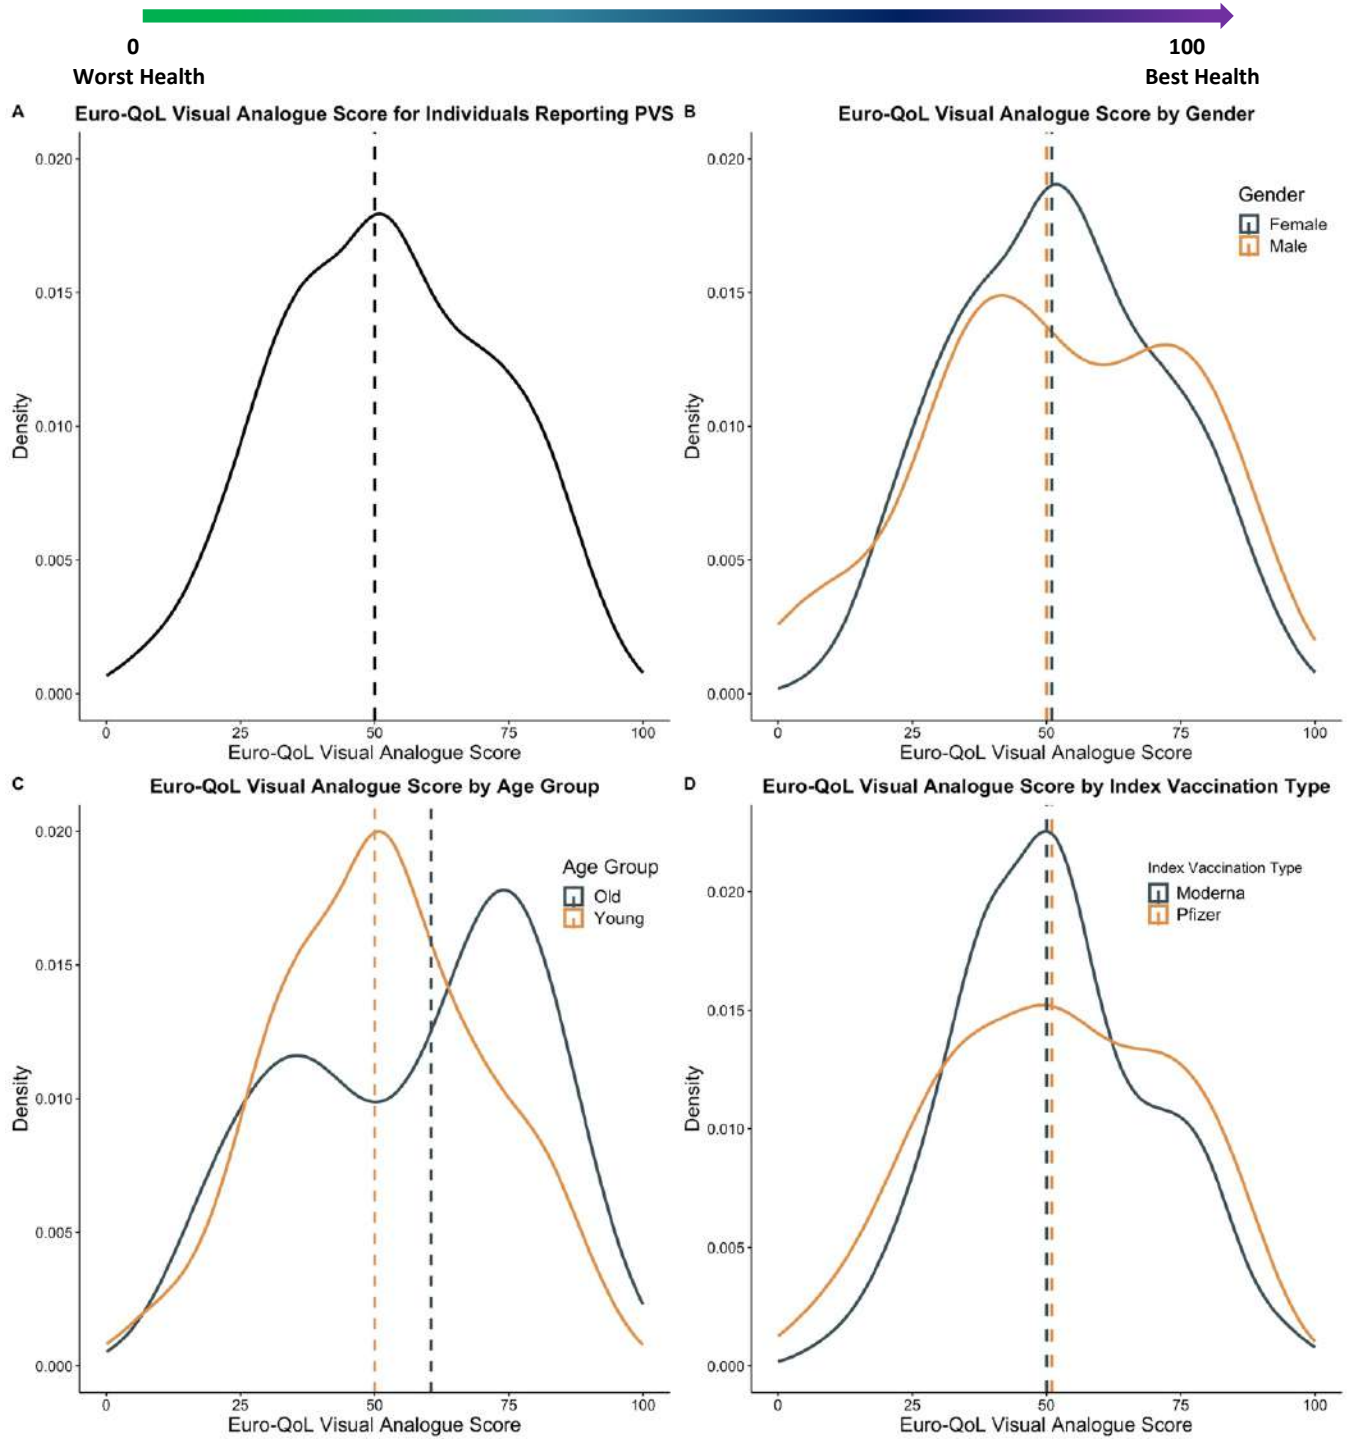 0
100
Worst Health
Best Health
A
Euro-QoL Visual Analogue Score for Individuals Reporting PVS
0.020
0.015
0.010
0.005
0.000
Density
0 25 50 75 100
Euro-QoL Visual Analogue Score
B
Euro-QoL Visual Analogue Score by Gender
0.020
0.015
0.010
0.005
0.000
Density
Gender
Female
Male
0 25 50 75 100
Euro-QoL Visual Analogue Score
C
Euro-QoL Visual Analogue Score by Age Group
0.020
0.015
0.010
0.005
0.000
Density
Age Group
Old
Young
0 25 50 75 100
Euro-QoL Visual Analogue Score
D
Euro-QoL Visual Analogue Score by Index Vaccination Type
0.020
0.015
0.010
0.005
0.000
Density
Index Vaccination Type
Moderna
Pfizer
0 25 50 75 100
Euro-QoL Visual Analogue Score